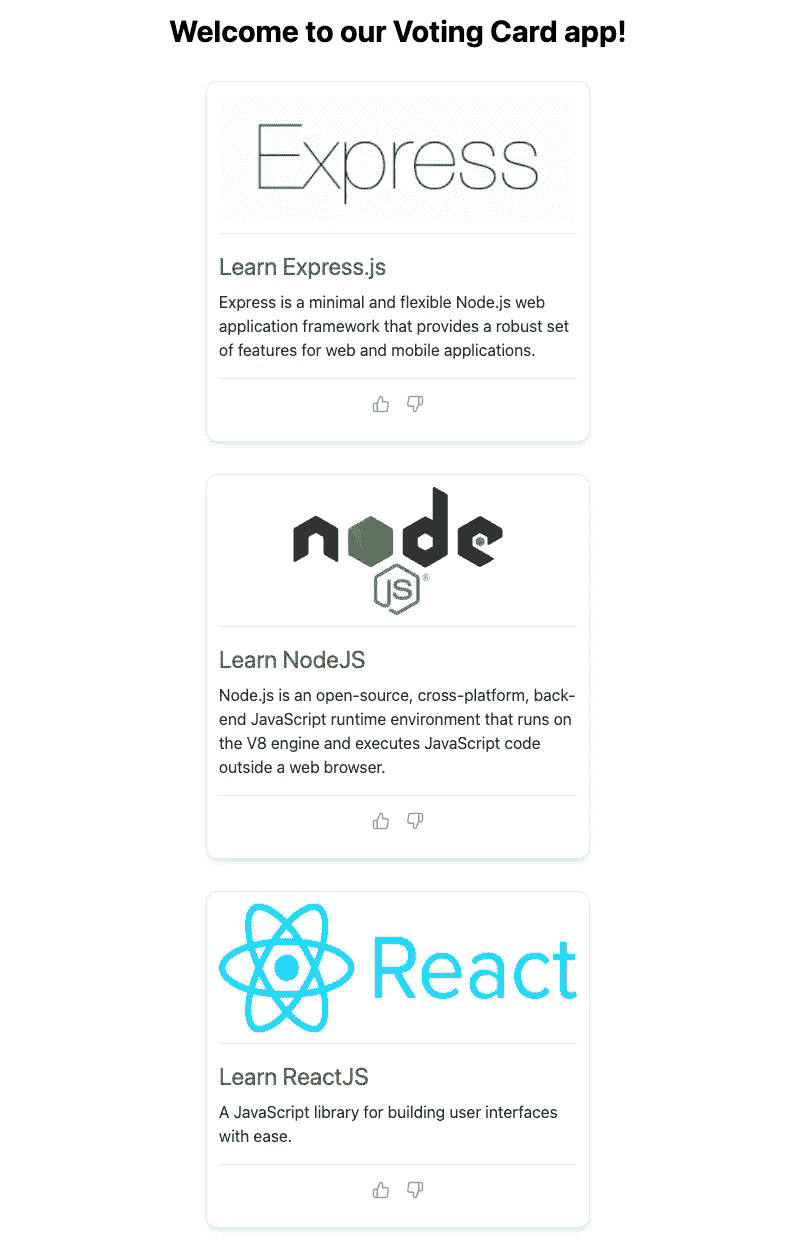 Welcome to our Voting Card app!
Express
Learn Express.js
Express is a minimal and flexible Node.js web
application framework that provides a robust set
of features for web and mobile applications.
node
JS®
Learn NodeJS
Node.js is an open-source, cross-platform, back-
end JavaScript runtime environment that runs on
the V8 engine and executes JavaScript code
outside a web browser.
React
Learn ReactJS
A JavaScript library for building user interfaces
with ease.